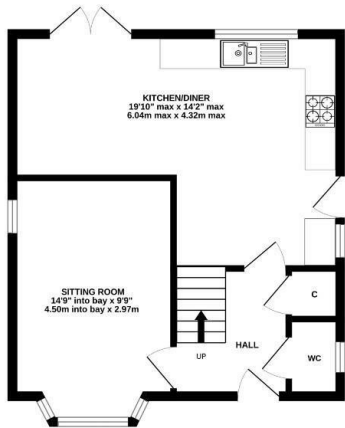 KITCHEN/DINER
19'10" max x 14'2" max
6.04m max x 4.32m max
SITTING ROOM
14'9" into bay x 9'9"
4.50m into bay x 2.97m
C
HALL
UP
WC